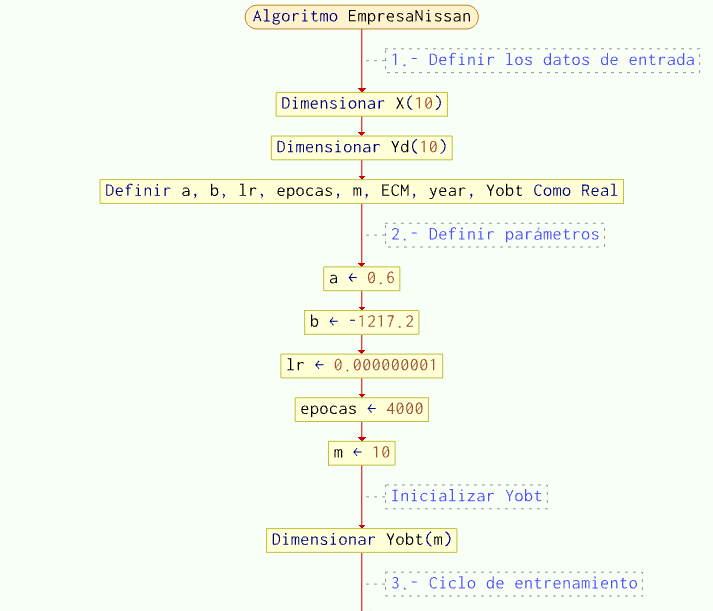 Algoritmo EmpresaNissan
1.- Definir los datos de entrada
Dimensionar X(10)
Dimensionar Yd(10)
Definir a, b, lr, epocas, m, ECM, year, Yobt Como Real
2.- Definir parámetros
a ← 0.6
b ← -1217.2
lr ← 0.000000001
epocas ← 4000
m ← 10
Inicializar Yobt
Dimensionar Yobt(m)
3.- Ciclo de entrenamiento